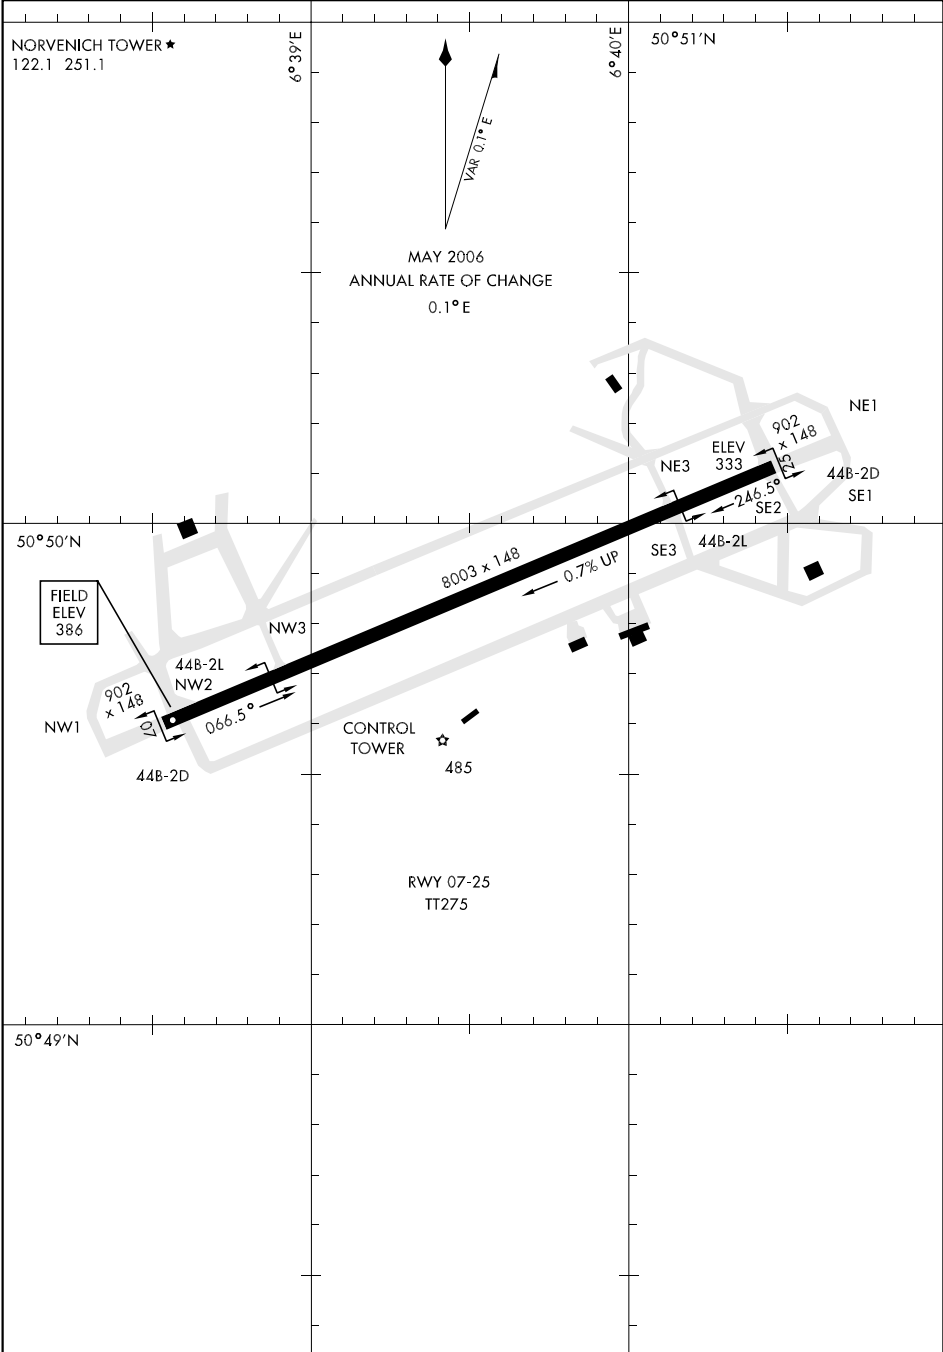 NORVENICH TOWER★
122.1 251.1
6°39'E
6°40'E
50°51'N
VAR 0.1° E
MAY 2006
ANNUAL RATE OF CHANGE
0.1° E
NE1
902
x 148
25
ELEV
333
NE3
44B-2D
SE1
246.5°
SE2
44B-2L
SE3
50°50'N
8003 x 148
0.7% UP
FIELD
ELEV
386
NW3
44B-2L
NW2
902
x 148
07
066.5°
NW1
44B-2D
CONTROL
TOWER
485
RWY 07-25
TT275
50°49'N